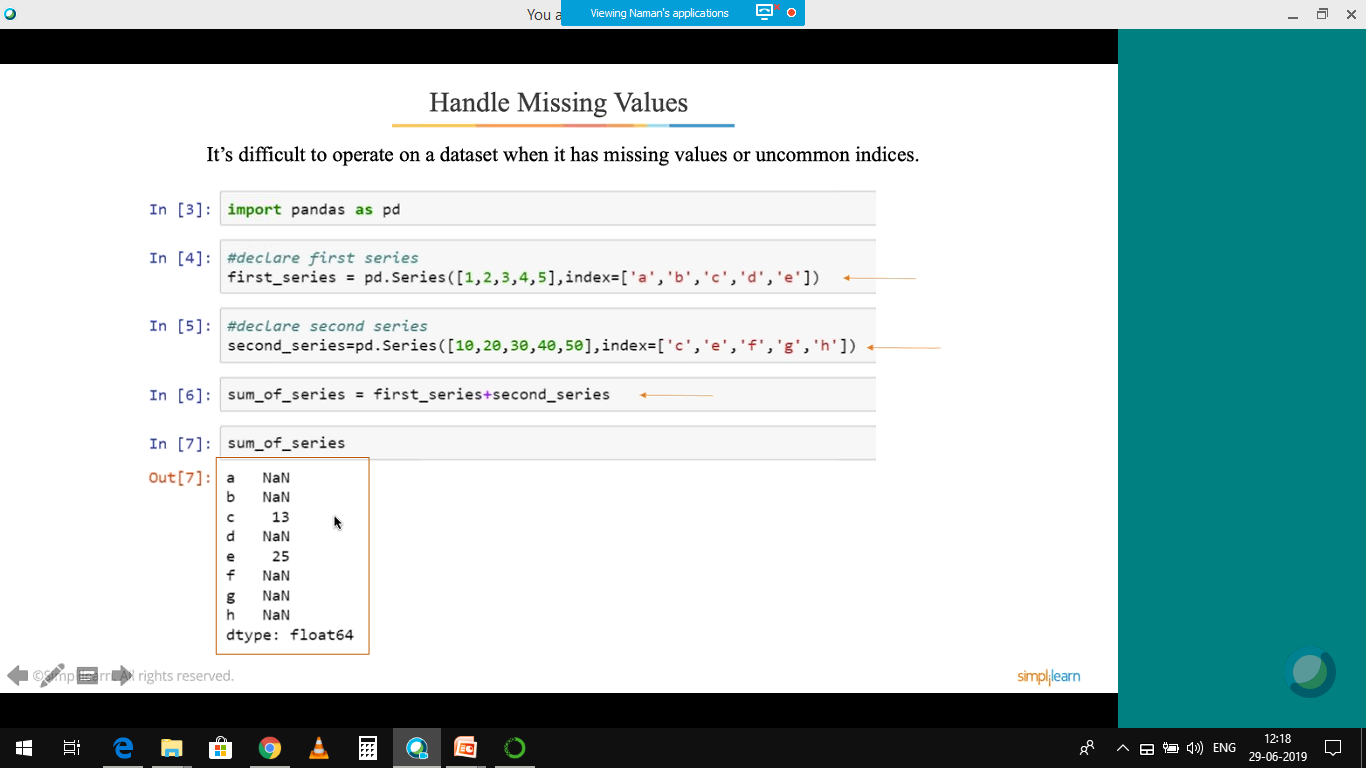 You a
Viewing Naman's applications
Handle Missing Values
It's difficult to operate on a dataset when it has missing values or uncommon indices.
In [3]: import pandas as pd
In [4]: #declare first series
first_series = pd.Series([1,2,3,4,5],index=['a','b','c','d','e'])
In [5]: #declare second series
second_series=pd.Series([10,20,30,40,50],index=['c','e','f','g','h'])
In [6]: sum_of_series = first_series+second_series
In [7]: sum_of_series
Out[7]: a NaN
b NaN
c 13
d NaN
e 25
f NaN
g NaN
h NaN
dtype: float64
©Simplilearn. All rights reserved.
simplilearn
ENG
12:18
29-06-2019